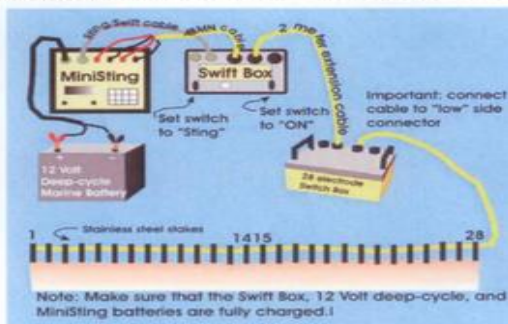 Sting/Swift cable
ABMN cable
2 meter extension cable
MiniSting
Swift Box
Set switch
to "Sting"
Set switch
to "ON"
Important: connect
cable to "low" side
connector
12 Volt
Deep-cycle
Marine Battery
28 electrode
Switch Box
1
Stainless steel stakes
1415
28
Note: Make sure that the Swift Box, 12 Volt deep-cycle, and
MiniSting batteries are fully charged.!